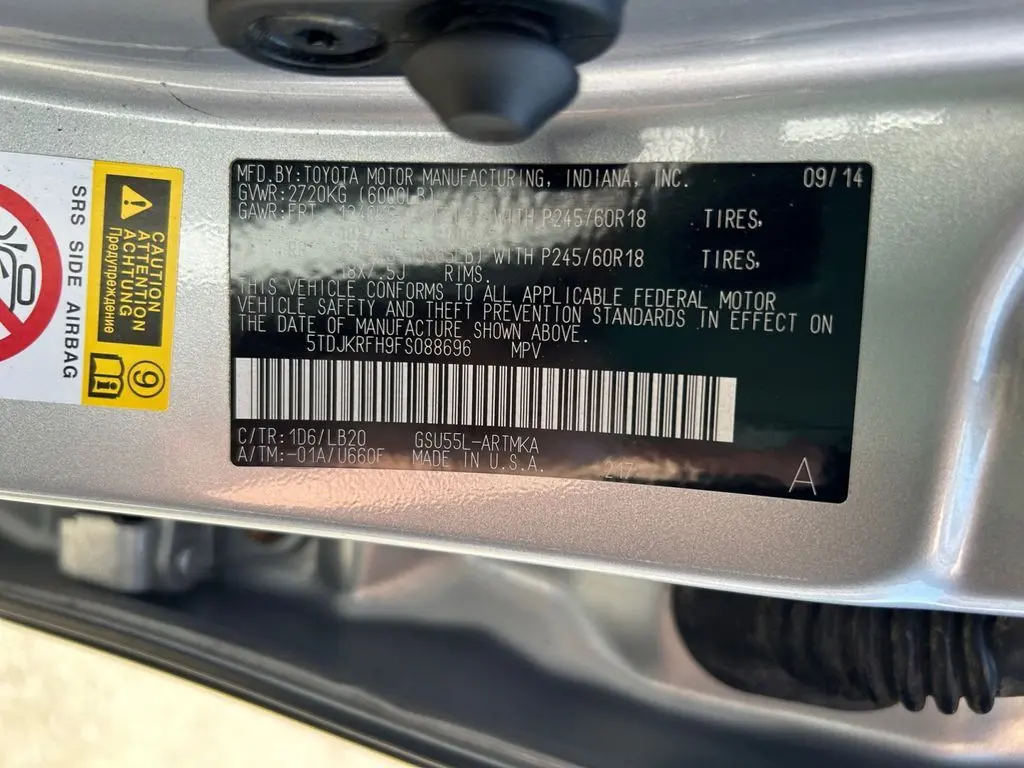 SRS SIDE AIRBAG
CAUTION
ATTENTION
ACHTUNG
Предупреждение
9
MFD.BY:TOYOTA MOTOR MANUFACTURING, INDIANA, INC. 09/14
GVWR:2720KG (6000LB)
GAWR:FRT WITH P245/60R18 TIRES,
WITH P245/60R18 TIRES,
18X7.5J RIMS.
THIS VEHICLE CONFORMS TO ALL APPLICABLE FEDERAL MOTOR
VEHICLE SAFETY AND THEFT PREVENTION STANDARDS IN EFFECT ON
THE DATE OF MANUFACTURE SHOWN ABOVE.
5TDJKRFH9FS088696 MPV
C/TR:1D6/LB20 GSU55L-ARTMKA
A/TM:-01A/U660F MADE IN U.S.A.
217 A